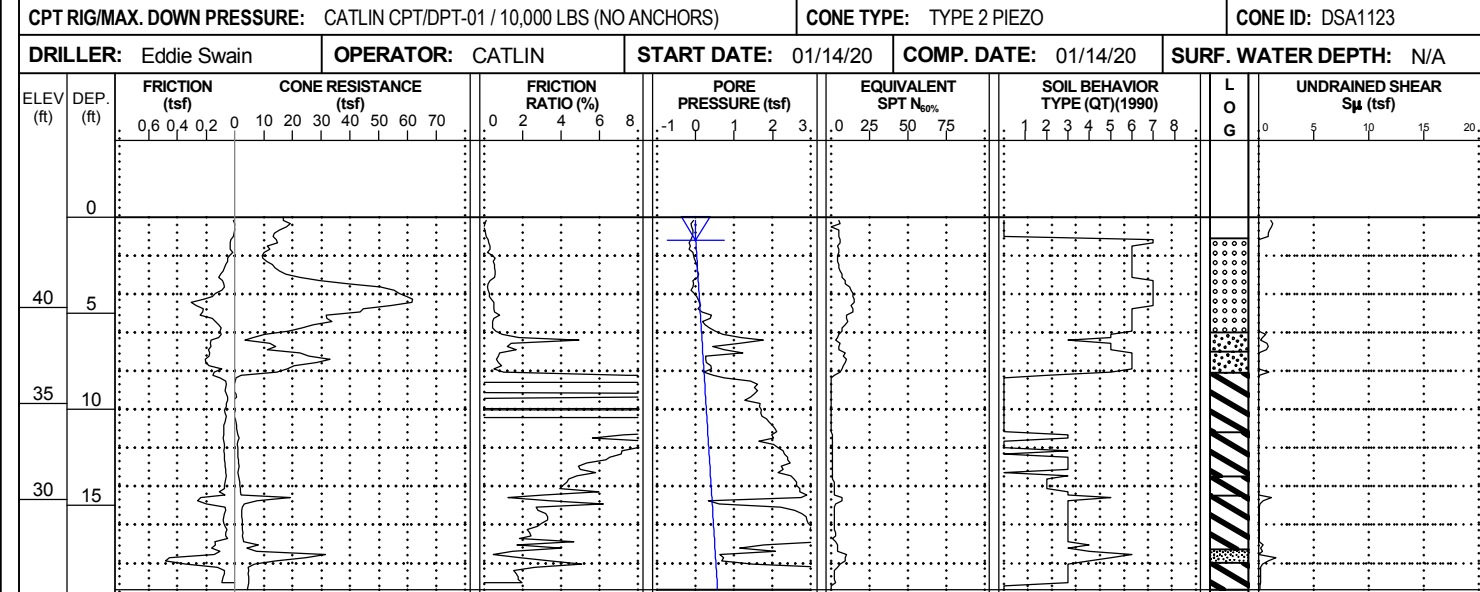 CPT RIG/MAX. DOWN PRESSURE: CATLIN CPT/DPT-01 / 10,000 LBS (NO ANCHORS) CONE TYPE: TYPE 2 PIEZO CONE ID: DSA1123
DRILLER: Eddie Swain OPERATOR: CATLIN START DATE: 01/14/20 COMP. DATE: 01/14/20 SURF. WATER DEPTH: N/A
ELEV (ft)
DEP. (ft)
FRICTION (tsf)
0.6 0.4 0.2 0
CONE RESISTANCE (tsf)
10 20 30 40 50 60 70
FRICTION RATIO (%)
0 2 4 6 8
PORE PRESSURE (tsf)
-1 0 1 2 3
EQUIVALENT SPT N60%
0 25 50 75
SOIL BEHAVIOR TYPE (QT)(1990)
1 2 3 4 5 6 7 8
L
O
G
UNDRAINED SHEAR
Sμ (tsf)
0 5 10 15 20
0
40
5
35
10
30
15